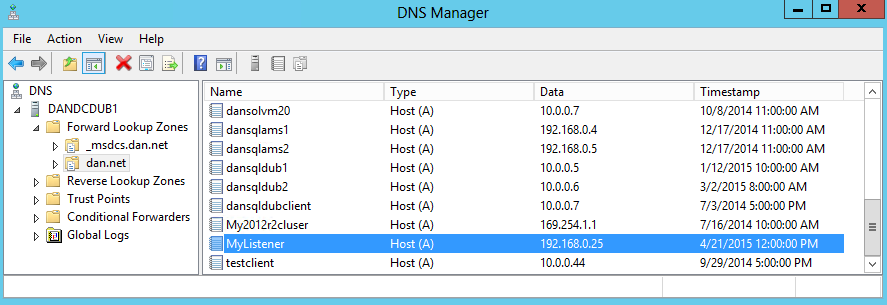 DNS Manager
File Action View Help
DNS
DANDCDUB1
Forward Lookup Zones
_msdcs.dan.net
dan.net
Reverse Lookup Zones
Trust Points
Conditional Forwarders
Global Logs
Name Type Data Timestamp
dansolvm20 Host (A) 10.0.0.7 10/8/2014 11:00:00 AM
dansqlams1 Host (A) 192.168.0.4 12/17/2014 11:00:00 AM
dansqlams2 Host (A) 192.168.0.5 12/17/2014 11:00:00 AM
dansqldub1 Host (A) 10.0.0.5 1/12/2015 10:00:00 AM
dansqldub2 Host (A) 10.0.0.6 3/2/2015 8:00:00 AM
dansqldubclient Host (A) 10.0.0.7 7/3/2014 5:00:00 PM
My2012r2cluser Host (A) 169.254.1.1 7/16/2014 10:00:00 AM
MyListener Host (A) 192.168.0.25 4/21/2015 12:00:00 PM
testclient Host (A) 10.0.0.44 9/29/2014 5:00:00 PM